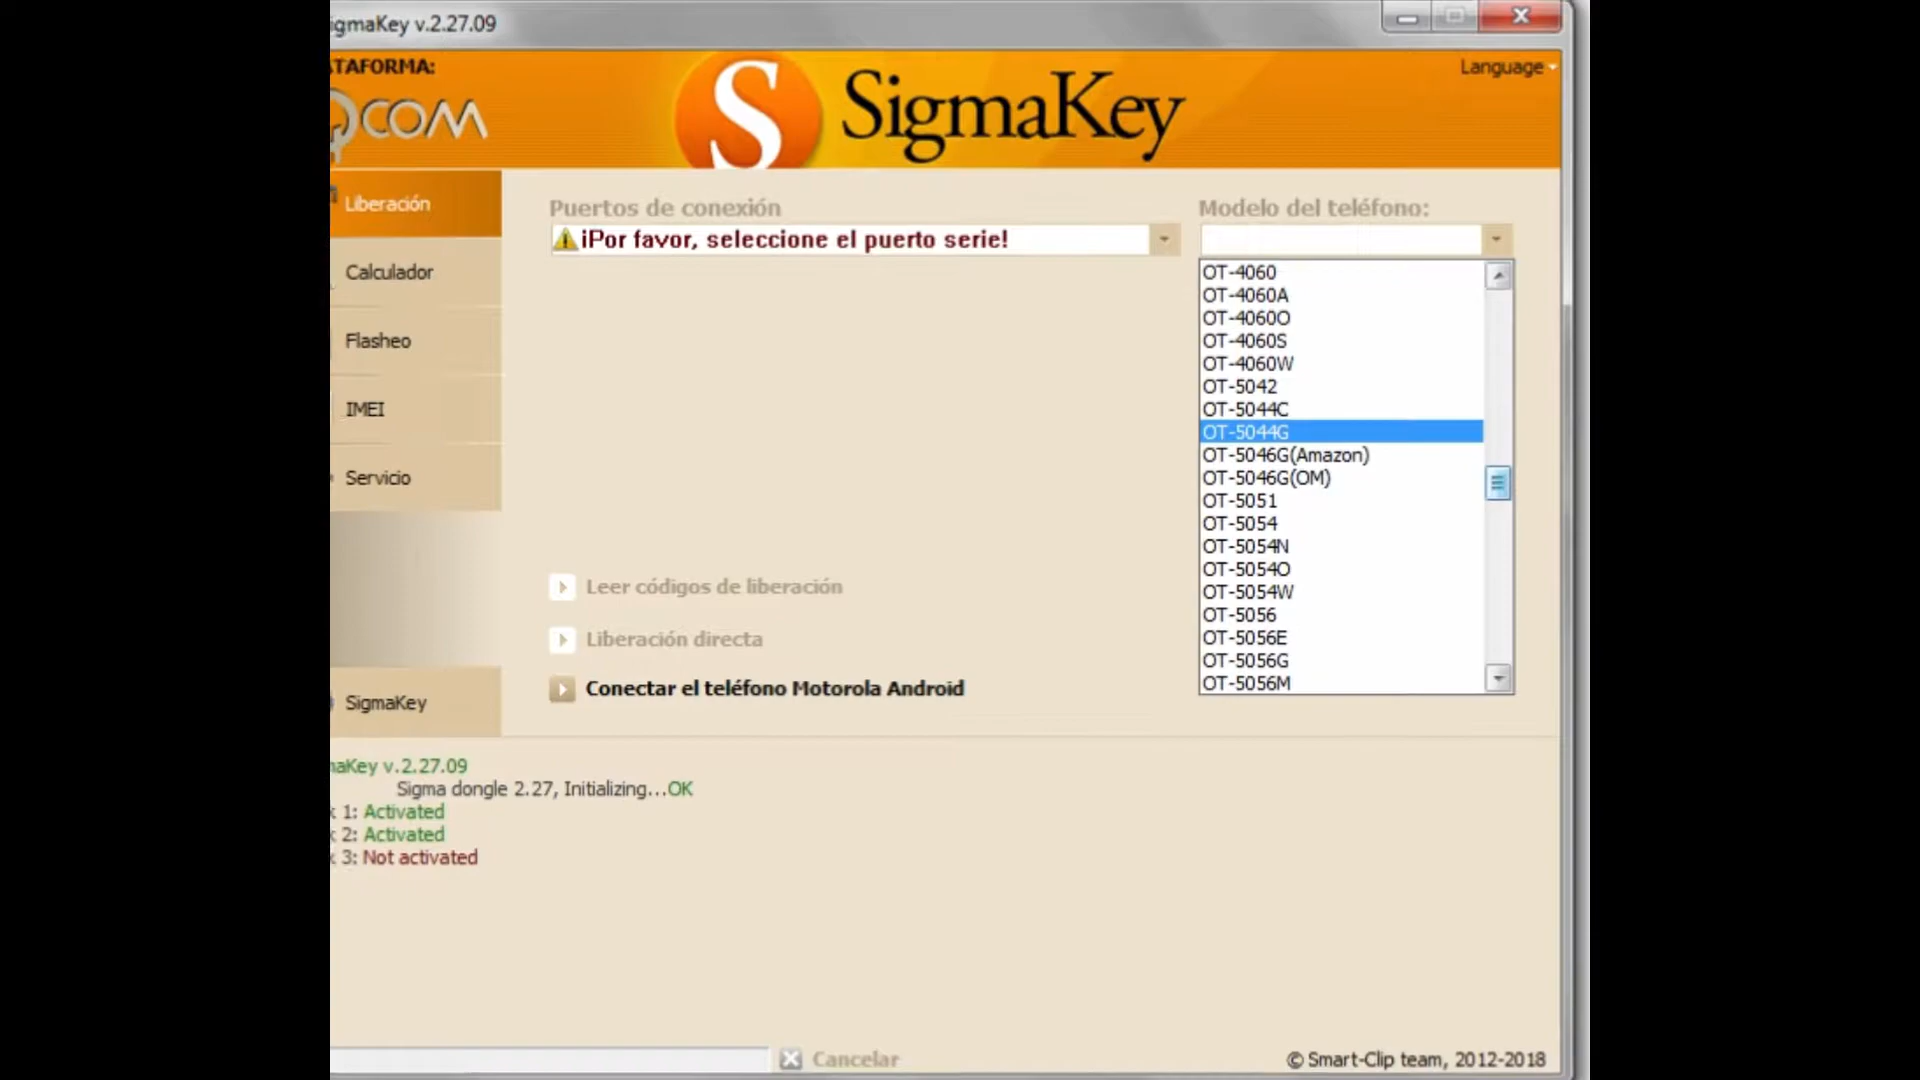 igmaKey v.2.27.09
TAFORMA:
QCOM
SigmaKey
Language
Liberación
Calculador
Flasheo
IMEI
Servicio
SigmaKey
Puertos de conexión
¡Por favor, seleccione el puerto serie!
Modelo del teléfono:
OT-4060
OT-4060A
OT-4060O
OT-4060S
OT-4060W
OT-5042
OT-5044C
OT-5044G
OT-5046G(Amazon)
OT-5046G(OM)
OT-5051
OT-5054
OT-5054N
OT-5054O
OT-5054W
OT-5056
OT-5056E
OT-5056G
OT-5056M
Leer códigos de liberación
Liberación directa
Conectar el teléfono Motorola Android
naKey v.2.27.09
Sigma dongle 2.27, Initializing...OK
k 1: Activated
k 2: Activated
k 3: Not activated
Cancelar
© Smart-Clip team, 2012-2018